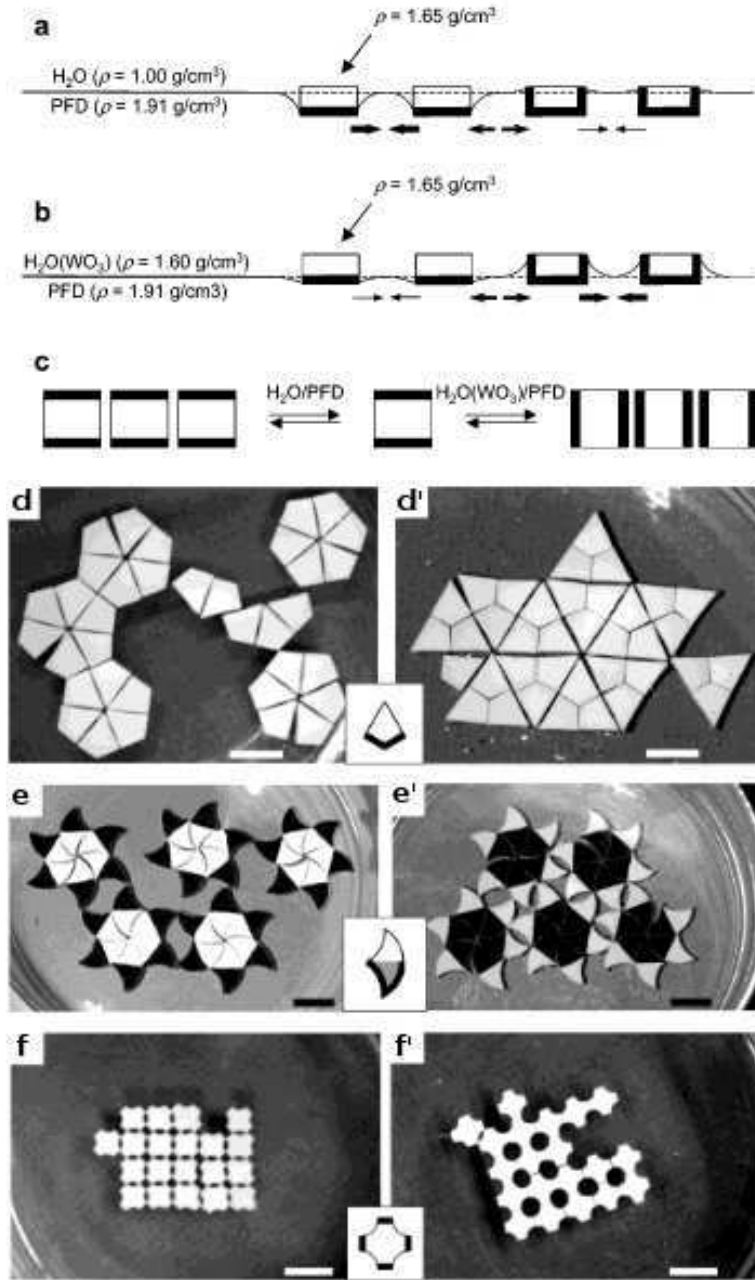 a
ρ = 1.65 g/cm³
H₂O (ρ = 1.00 g/cm³)
PFD (ρ = 1.91 g/cm³)
b
ρ = 1.65 g/cm³
H₂O(WO₃) (ρ = 1.60 g/cm³)
PFD (ρ = 1.91 g/cm3)
c
H₂O/PFD
H₂O(WO₃)/PFD
d
d'
e
e'
f
f'